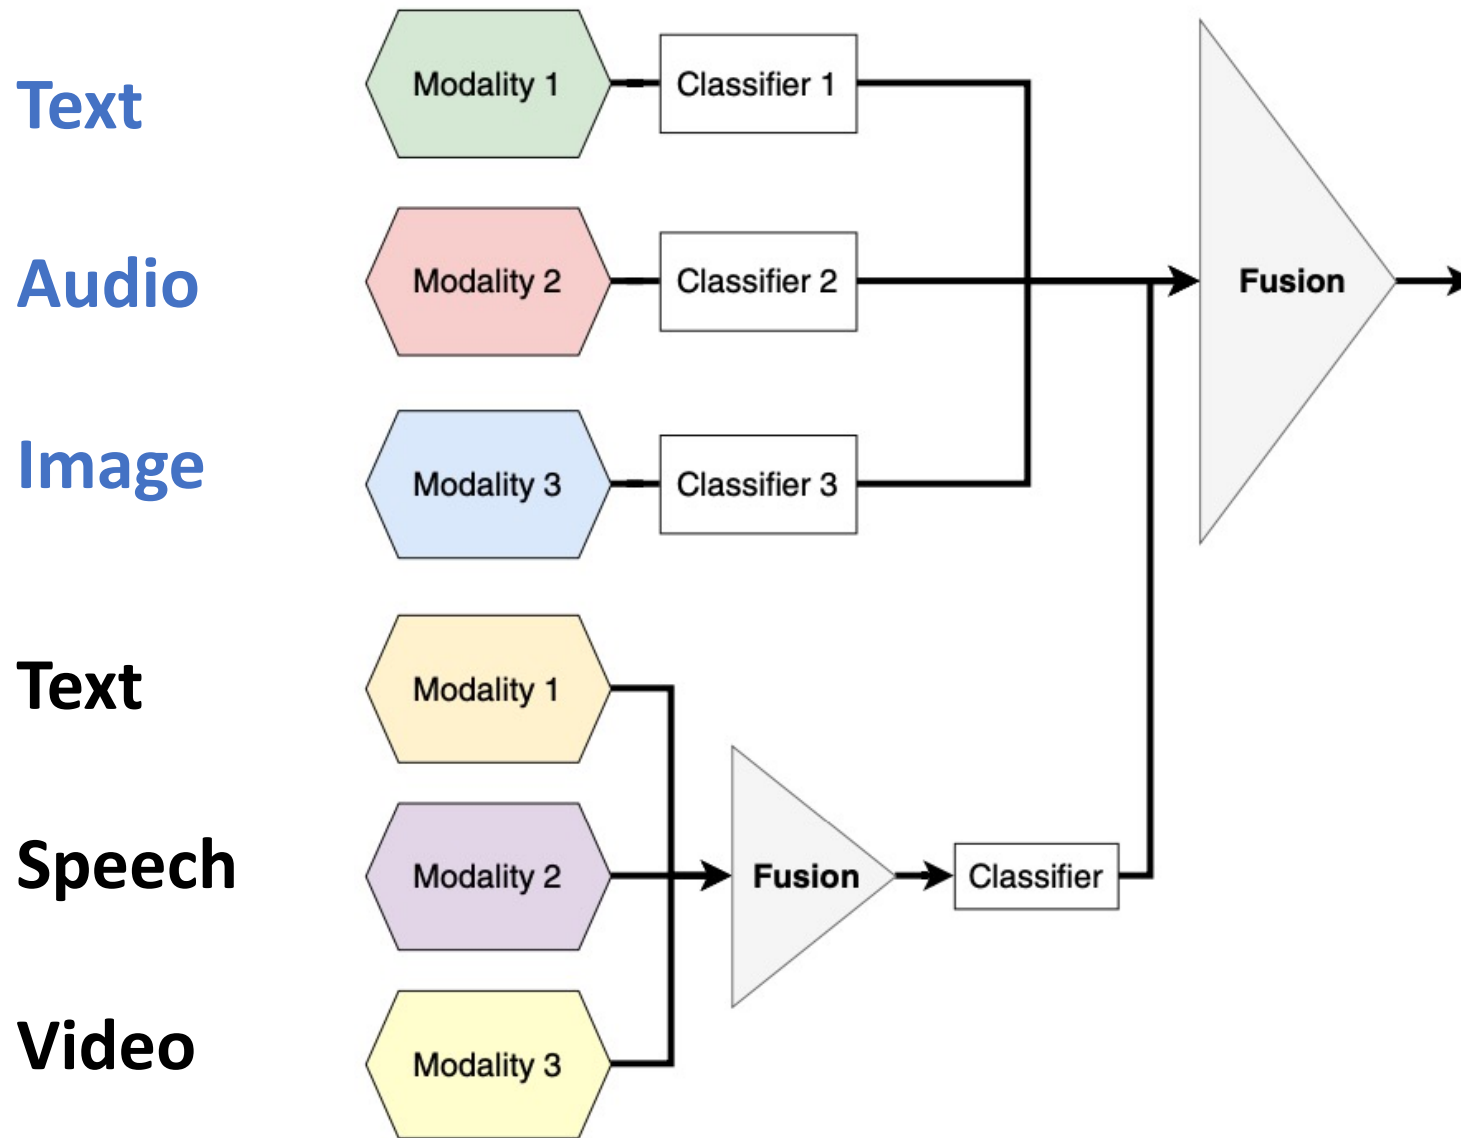 Text
Modality 1
Classifier 1
Audio
Modality 2
Classifier 2
Fusion
Image
Modality 3
Classifier 3
Text
Modality 1
Speech
Modality 2
Fusion
Classifier
Video
Modality 3